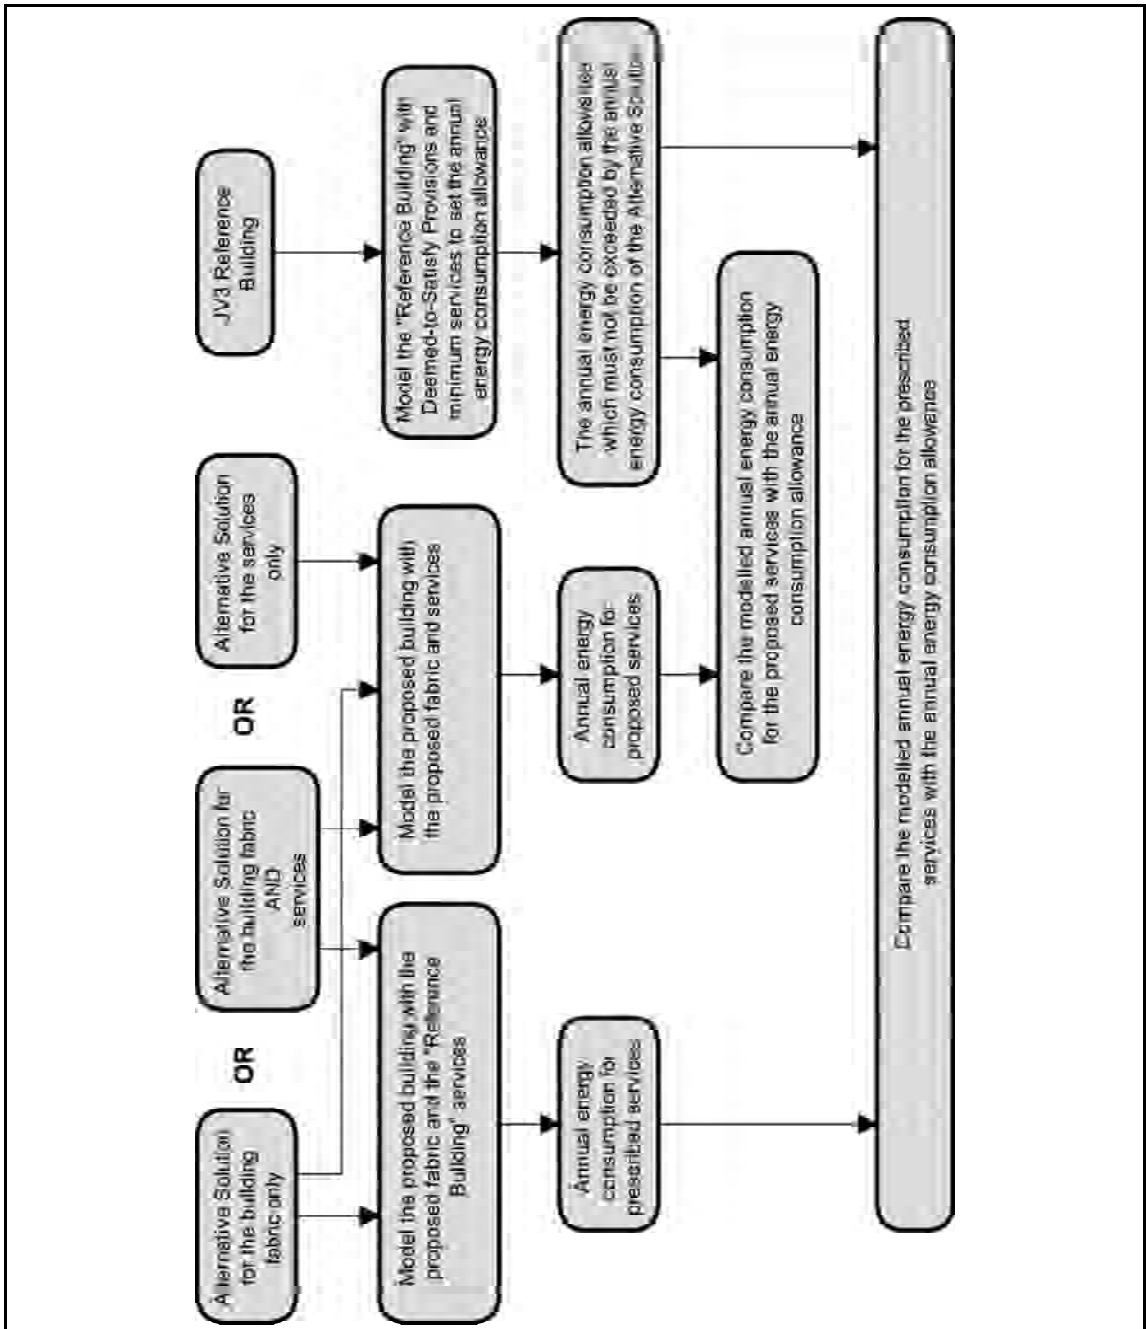 Alternative Solution
for the building
fabric only
OR
Alternative Solution for
the building fabric
AND
services
OR
Alternative Solution
for the services
only
JV3 Reference
Building
Model the proposed building with the
proposed fabric and the "Reference
Building" services
Model the proposed building with
the proposed fabric and services
Model the "Reference Building" with
Deemed-to-Satisfy Provisions and
minimum services to set the annual
energy consumption allowance
Annual energy
consumption for
prescribed services
Annual energy
consumption for
proposed services
The annual energy consumption allowance
which must not be exceeded by the annual
energy consumption of the Alternative Solution
Compare the modelled annual energy consumption
for the proposed services with the annual energy
consumption allowance
Compare the modelled annual energy consumption for the prescribed
services with the annual energy consumption allowance